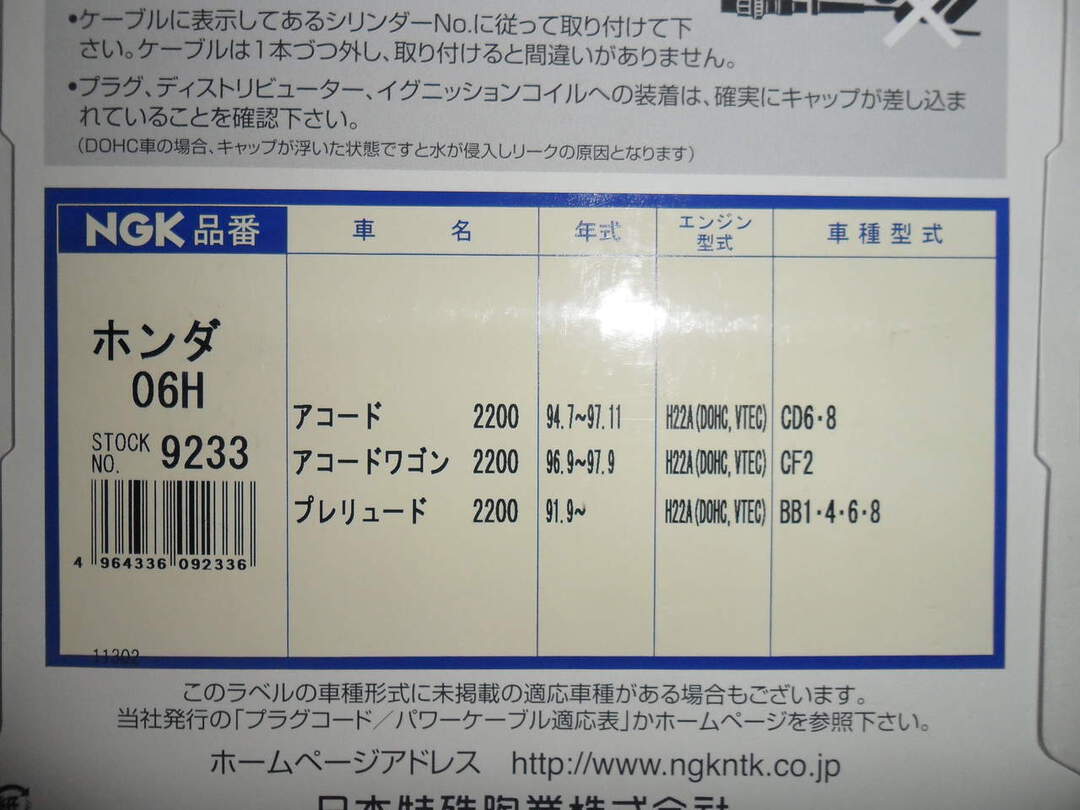 •ケーブルに表示してあるシリンダーNo.に従って取り付けて下
さい。ケーブルは1本づつ外し、取り付けると間違いがありません。
•プラグ、ディストリビューター、イグニッションコイルへの装着は、確実にキャップが差し込ま
れていることを確認下さい。
(DOHC車の場合、キャップが浮いた状態ですと水が侵入しリークの原因となります)
NGK品番 車名 年式 エンジン型式 車種型式
ホンダ
06H
STOCK NO. 9233
アコード 2200 94.7~97.11 H22A(DOHC,VTEC) CD6・8
アコードワゴン 2200 96.9~97.9 H22A(DOHC,VTEC) CF2
プレリュード 2200 91.9~ H22A(DOHC,VTEC) BB1・4・6・8
4 964336 092336
11302
このラベルの車種形式に未掲載の適応車種がある場合もございます。
当社発行の「プラグコード／パワーケーブル適応表」かホームページを参照下さい。
ホームページアドレス http://www.ngkntk.co.jp
日本特殊陶業株式会社